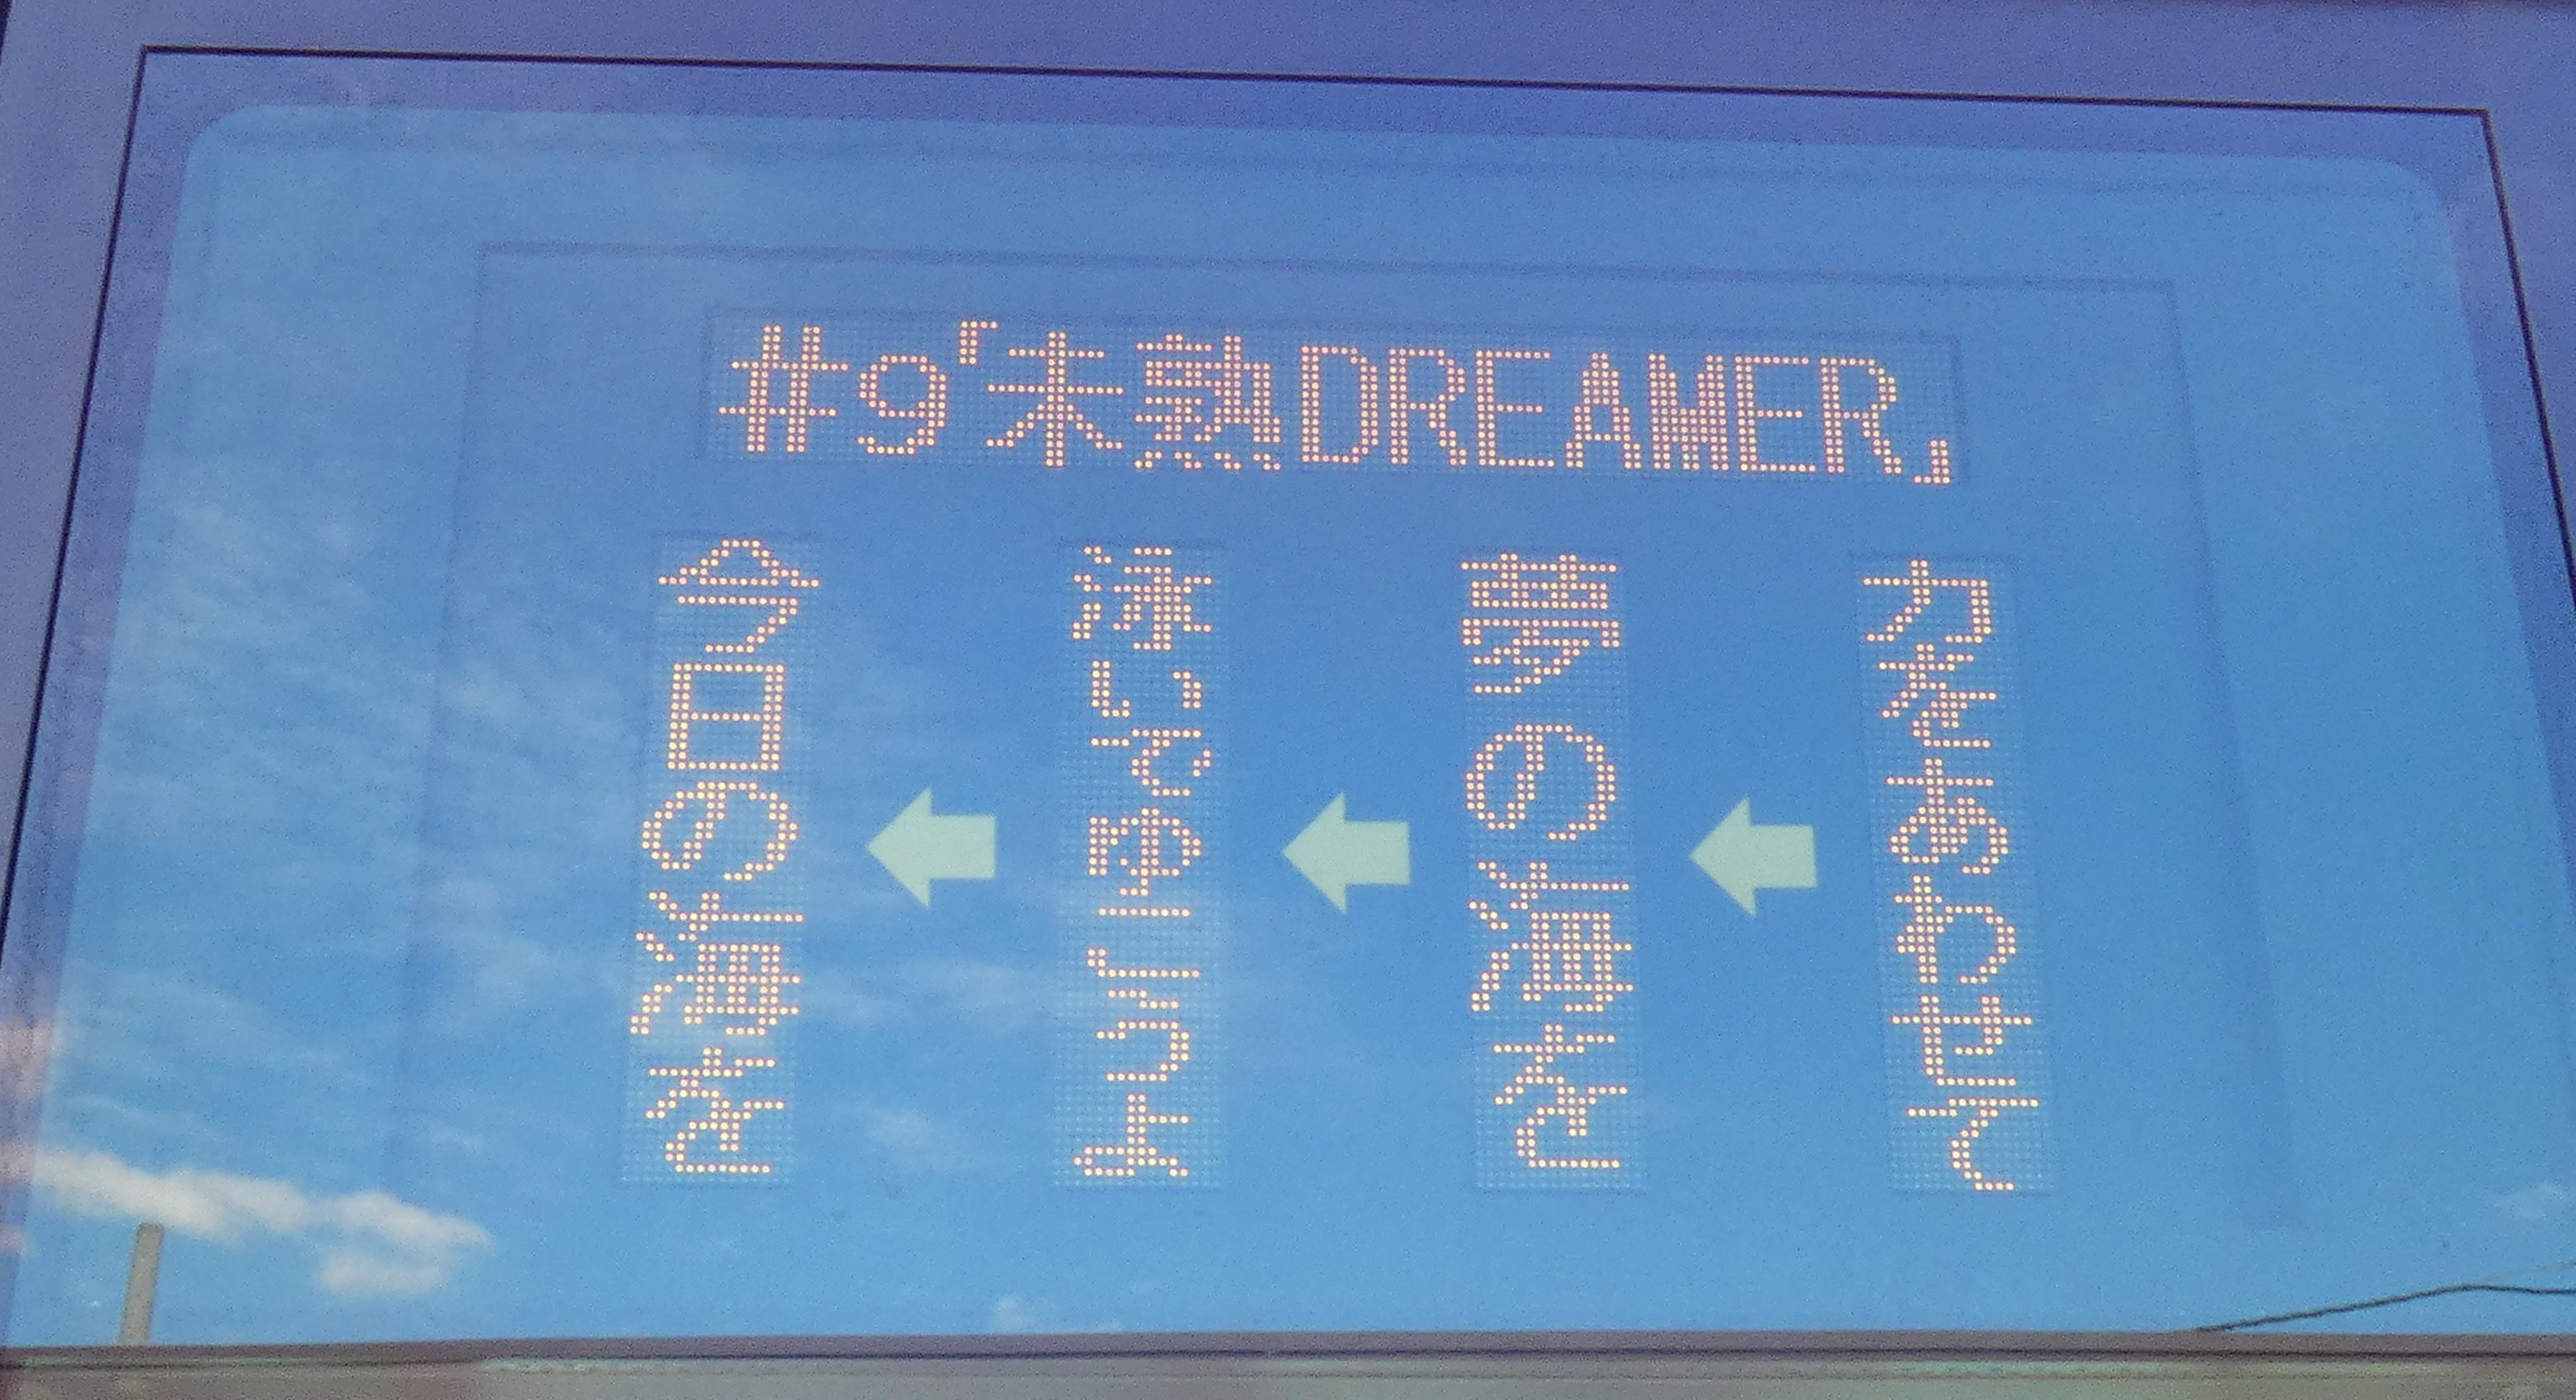 #9「未熟DREAMER」
力をあわせて
夢の海を
泳いでゆこうよ
今日の海を